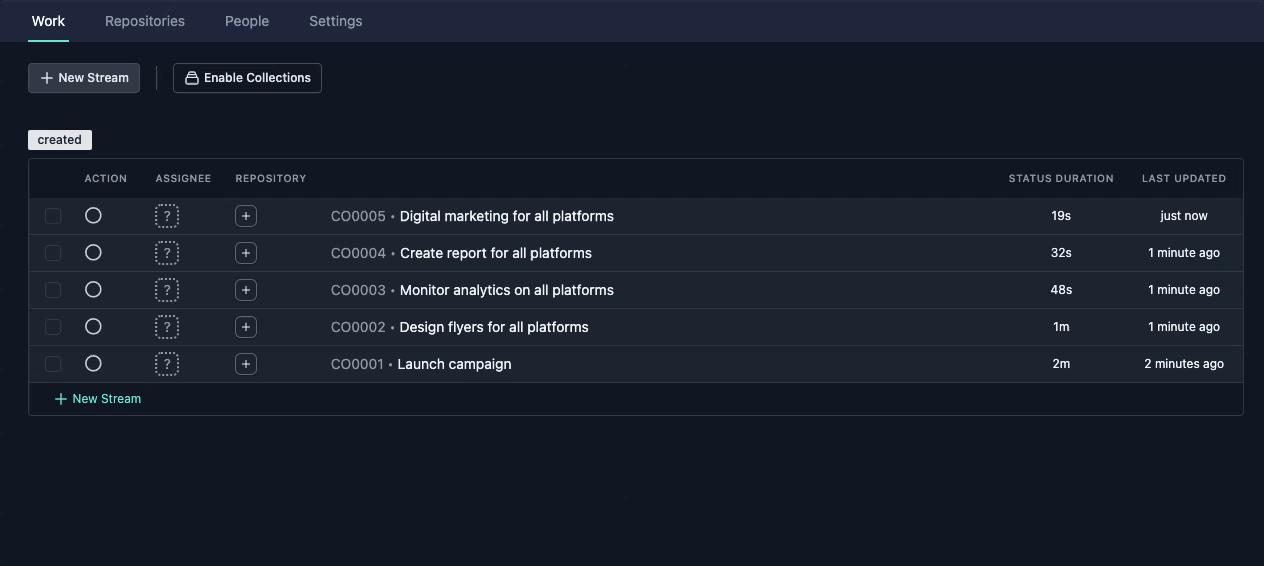 Work Repositories People Settings
+ New Stream Enable Collections
created
ACTION ASSIGNEE REPOSITORY STATUS DURATION LAST UPDATED
? + CO0005 • Digital marketing for all platforms 19s just now
? + CO0004 • Create report for all platforms 32s 1 minute ago
? + CO0003 • Monitor analytics on all platforms 48s 1 minute ago
? + CO0002 • Design flyers for all platforms 1m 1 minute ago
? + CO0001 • Launch campaign 2m 2 minutes ago
+ New Stream